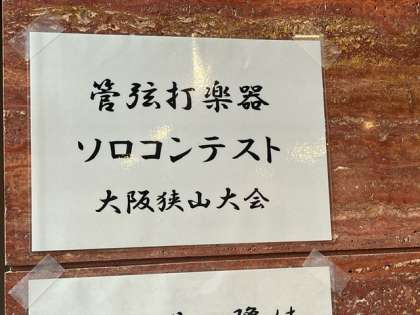 管弦打楽器
ソロコンテスト
大阪狭山大会